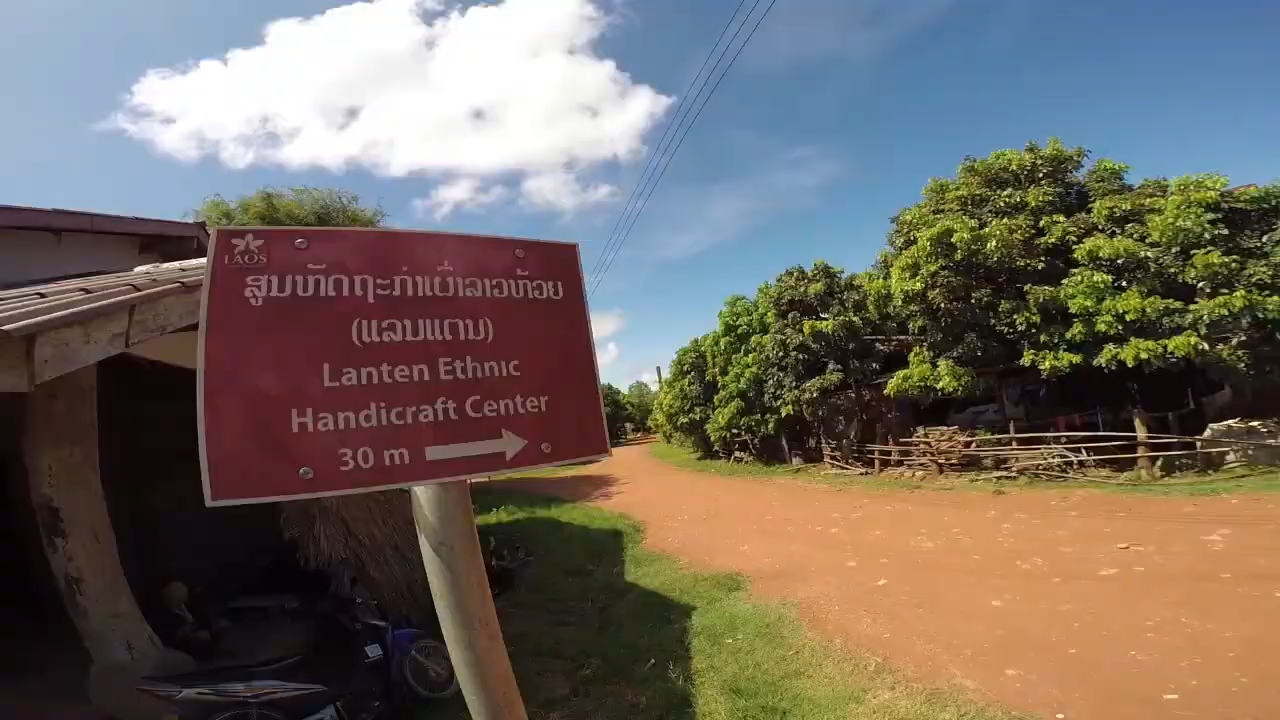 LAOS
ສູນຫັດຖະກຳເຜົ່າລາວຫ້ວຍ
(ແລນແຕນ)
Lanten Ethnic
Handicraft Center
30 m